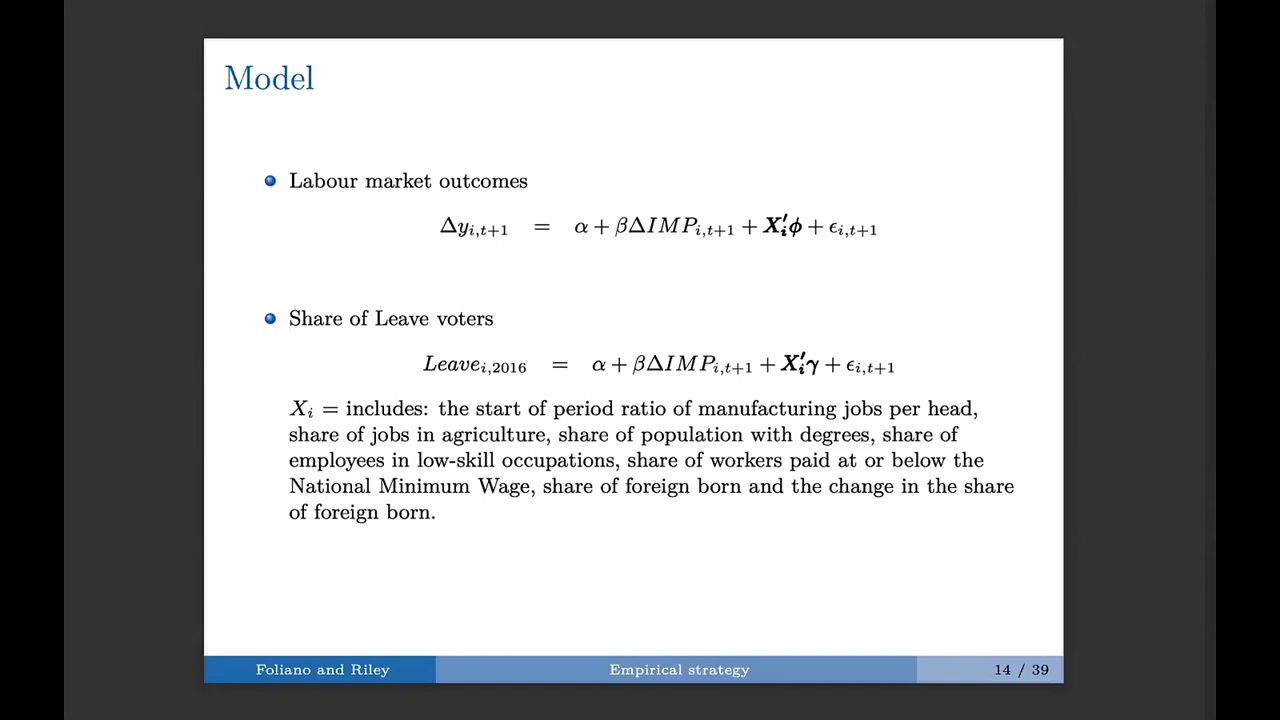 Model
Labour market outcomes
Δy_{i,t+1} = α + βΔIMP_{i,t+1} + X′_iϕ + ϵ_{i,t+1}
Share of Leave voters
Leave_{i,2016} = α + βΔIMP_{i,t+1} + X′_iγ + ϵ_{i,t+1}
X_i = includes: the start of period ratio of manufacturing jobs per head,
share of jobs in agriculture, share of population with degrees, share of
employees in low-skill occupations, share of workers paid at or below the
National Minimum Wage, share of foreign born and the change in the share
of foreign born.
Foliano and Riley Empirical strategy 14 / 39